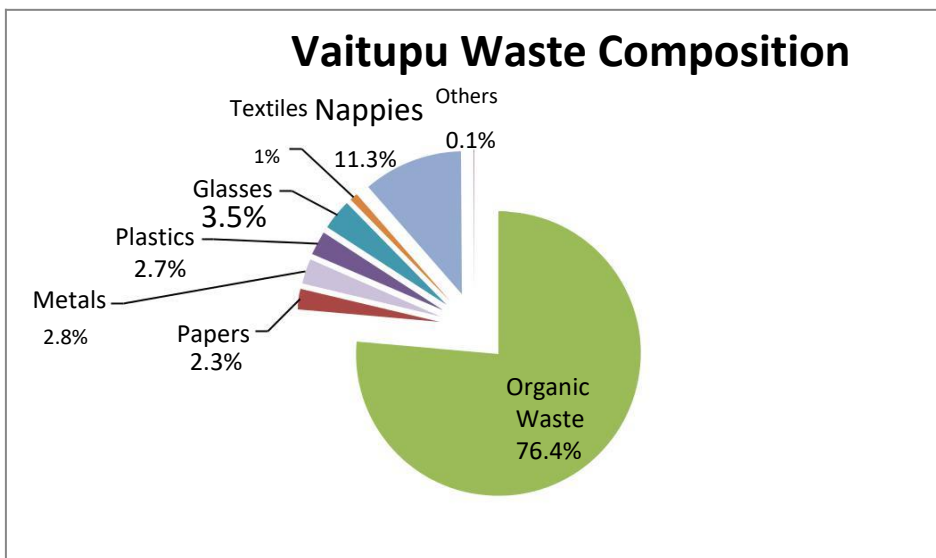 Vaitupu Waste Composition
Others
0.1%
Nappies
11.3%
Textiles
1%
Glasses
3.5%
Plastics
2.7%
Metals
2.8%
Papers
2.3%
Organic
Waste
76.4%